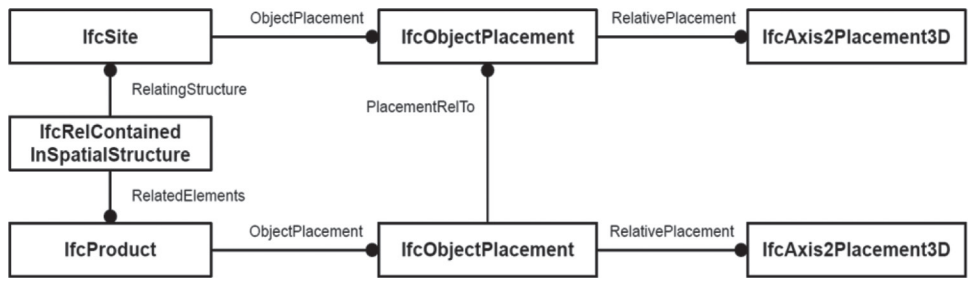 ObjectPlacement
RelativePlacement
IfcSite
IfcObjectPlacement
IfcAxis2Placement3D
RelatingStructure
PlacementRelTo
IfcRelContained
InSpatialStructure
RelatedElements
ObjectPlacement
RelativePlacement
IfcProduct
IfcObjectPlacement
IfcAxis2Placement3D